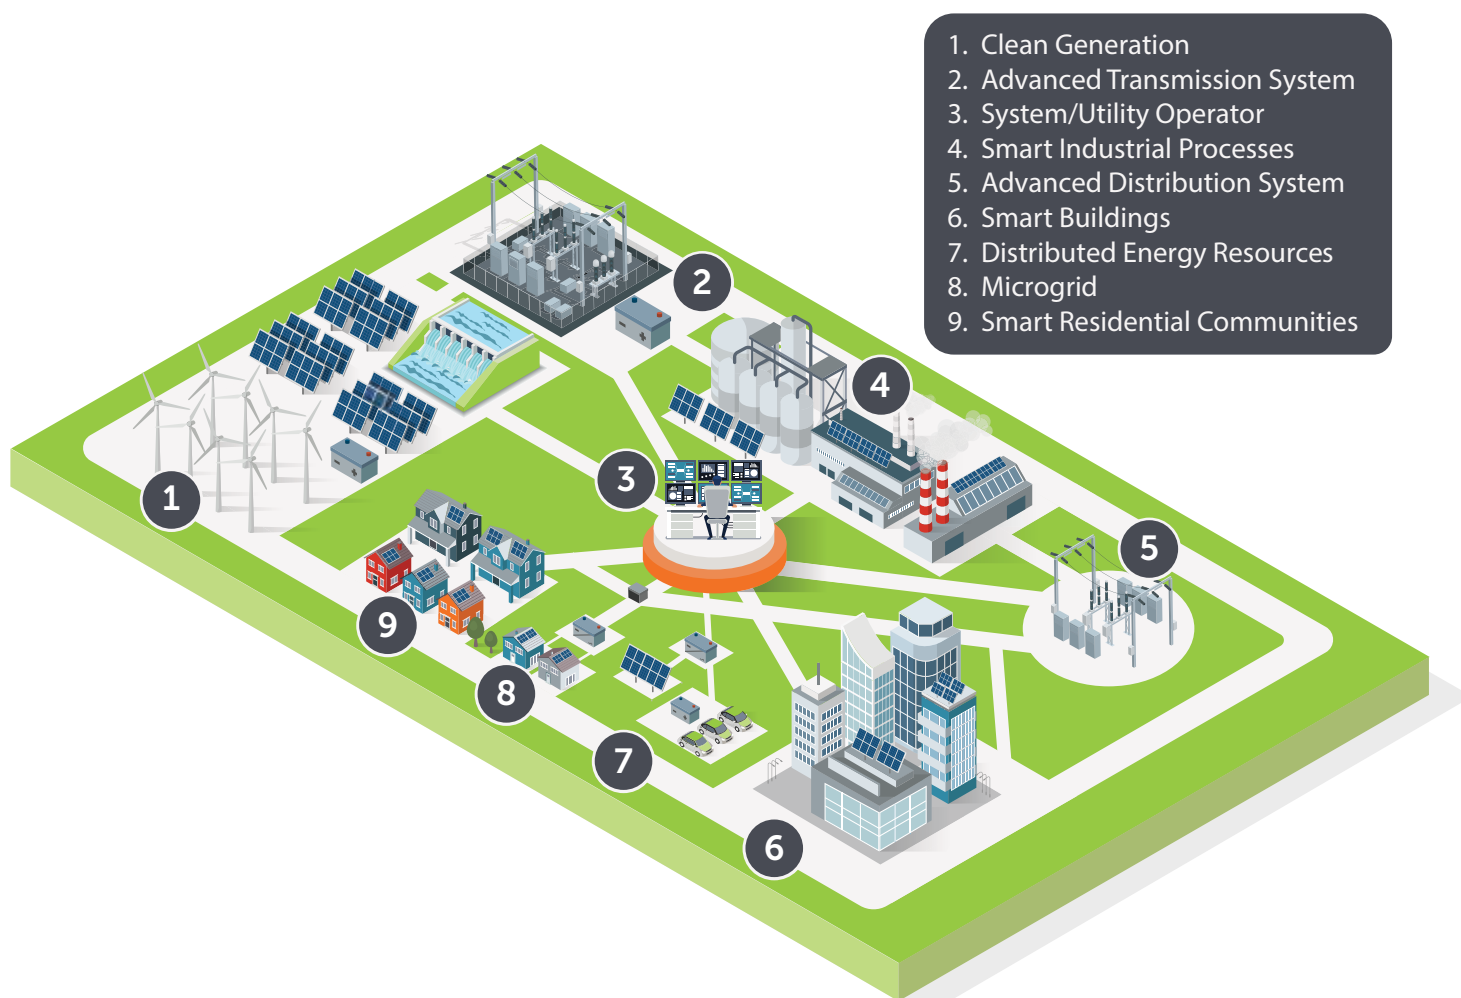 1. Clean Generation
2. Advanced Transmission System
3. System/Utility Operator
4. Smart Industrial Processes
5. Advanced Distribution System
6. Smart Buildings
7. Distributed Energy Resources
8. Microgrid
9. Smart Residential Communities
2
4
3
1
5
9
8
7
6